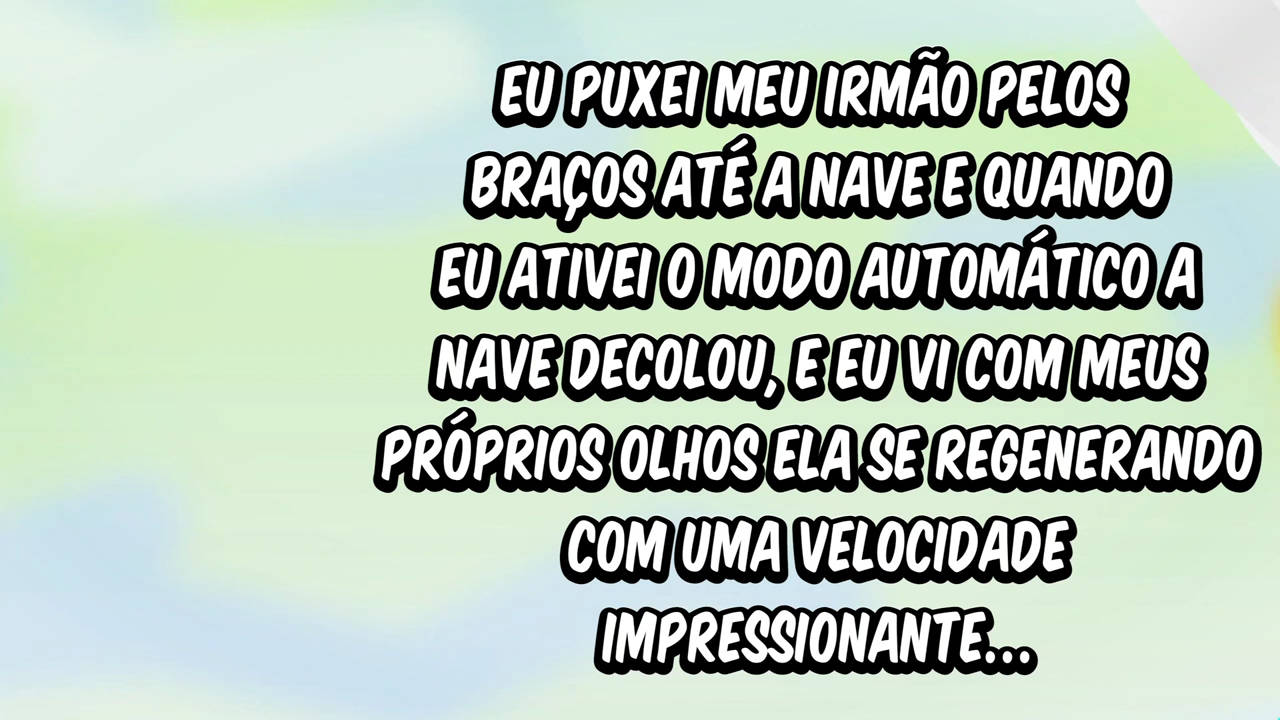 EU PUXEI MEU IRMÃO PELOS
BRAÇOS ATÉ A NAVE E QUANDO
EU ATIVEI O MODO AUTOMÁTICO A
NAVE DECOLOU, E EU VI COM MEUS
PRÓPRIOS OLHOS ELA SE REGENERANDO
COM UMA VELOCIDADE
IMPRESSIONANTE...